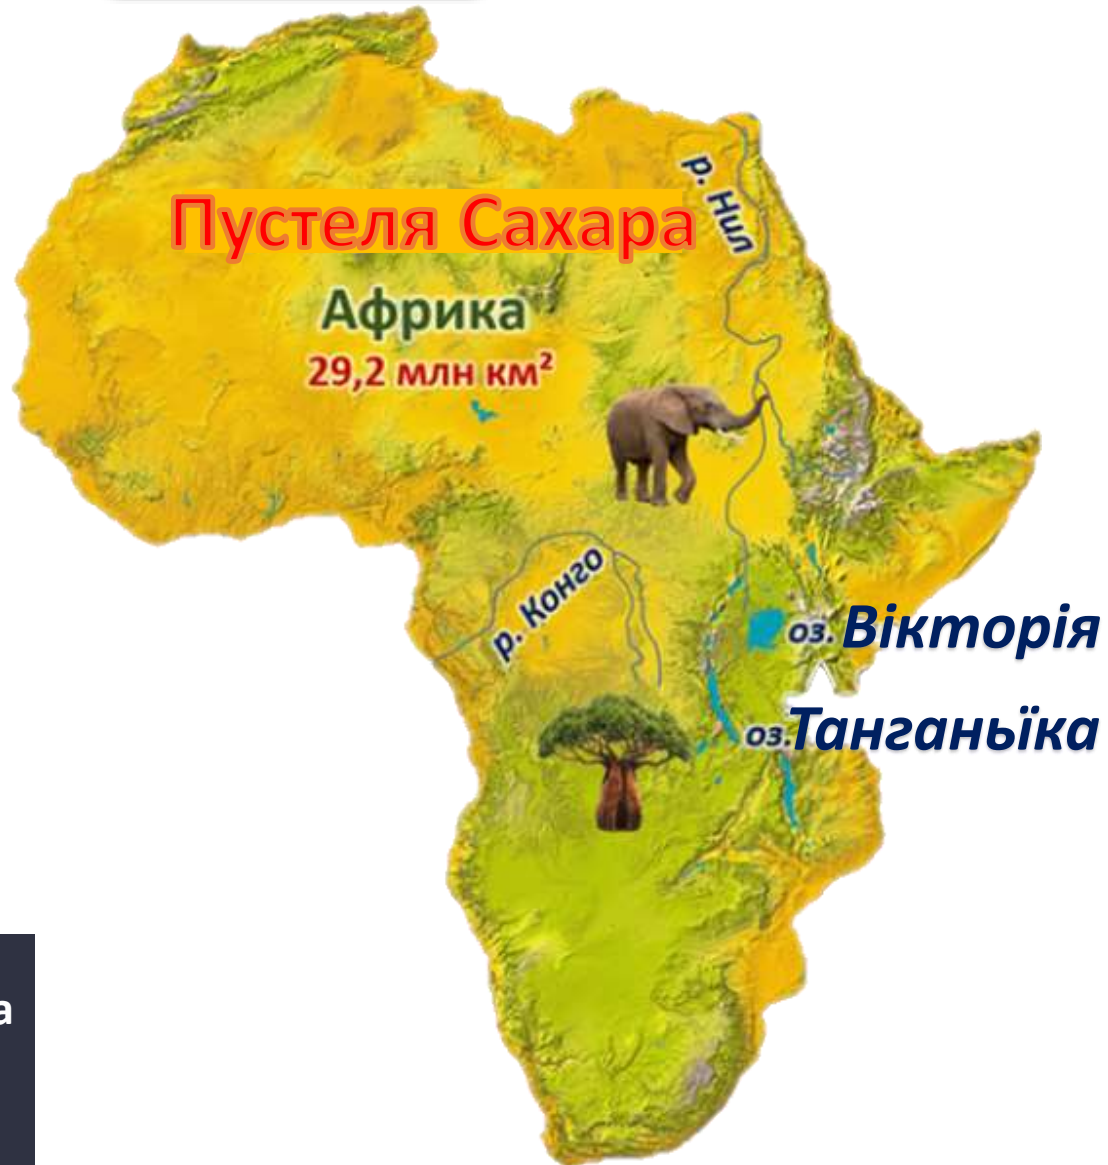 Пустеля Сахара
р. Нил
Африка
29,2 млн км²
р. Конго
оз. Вікторія
оз. Танганьїка
а